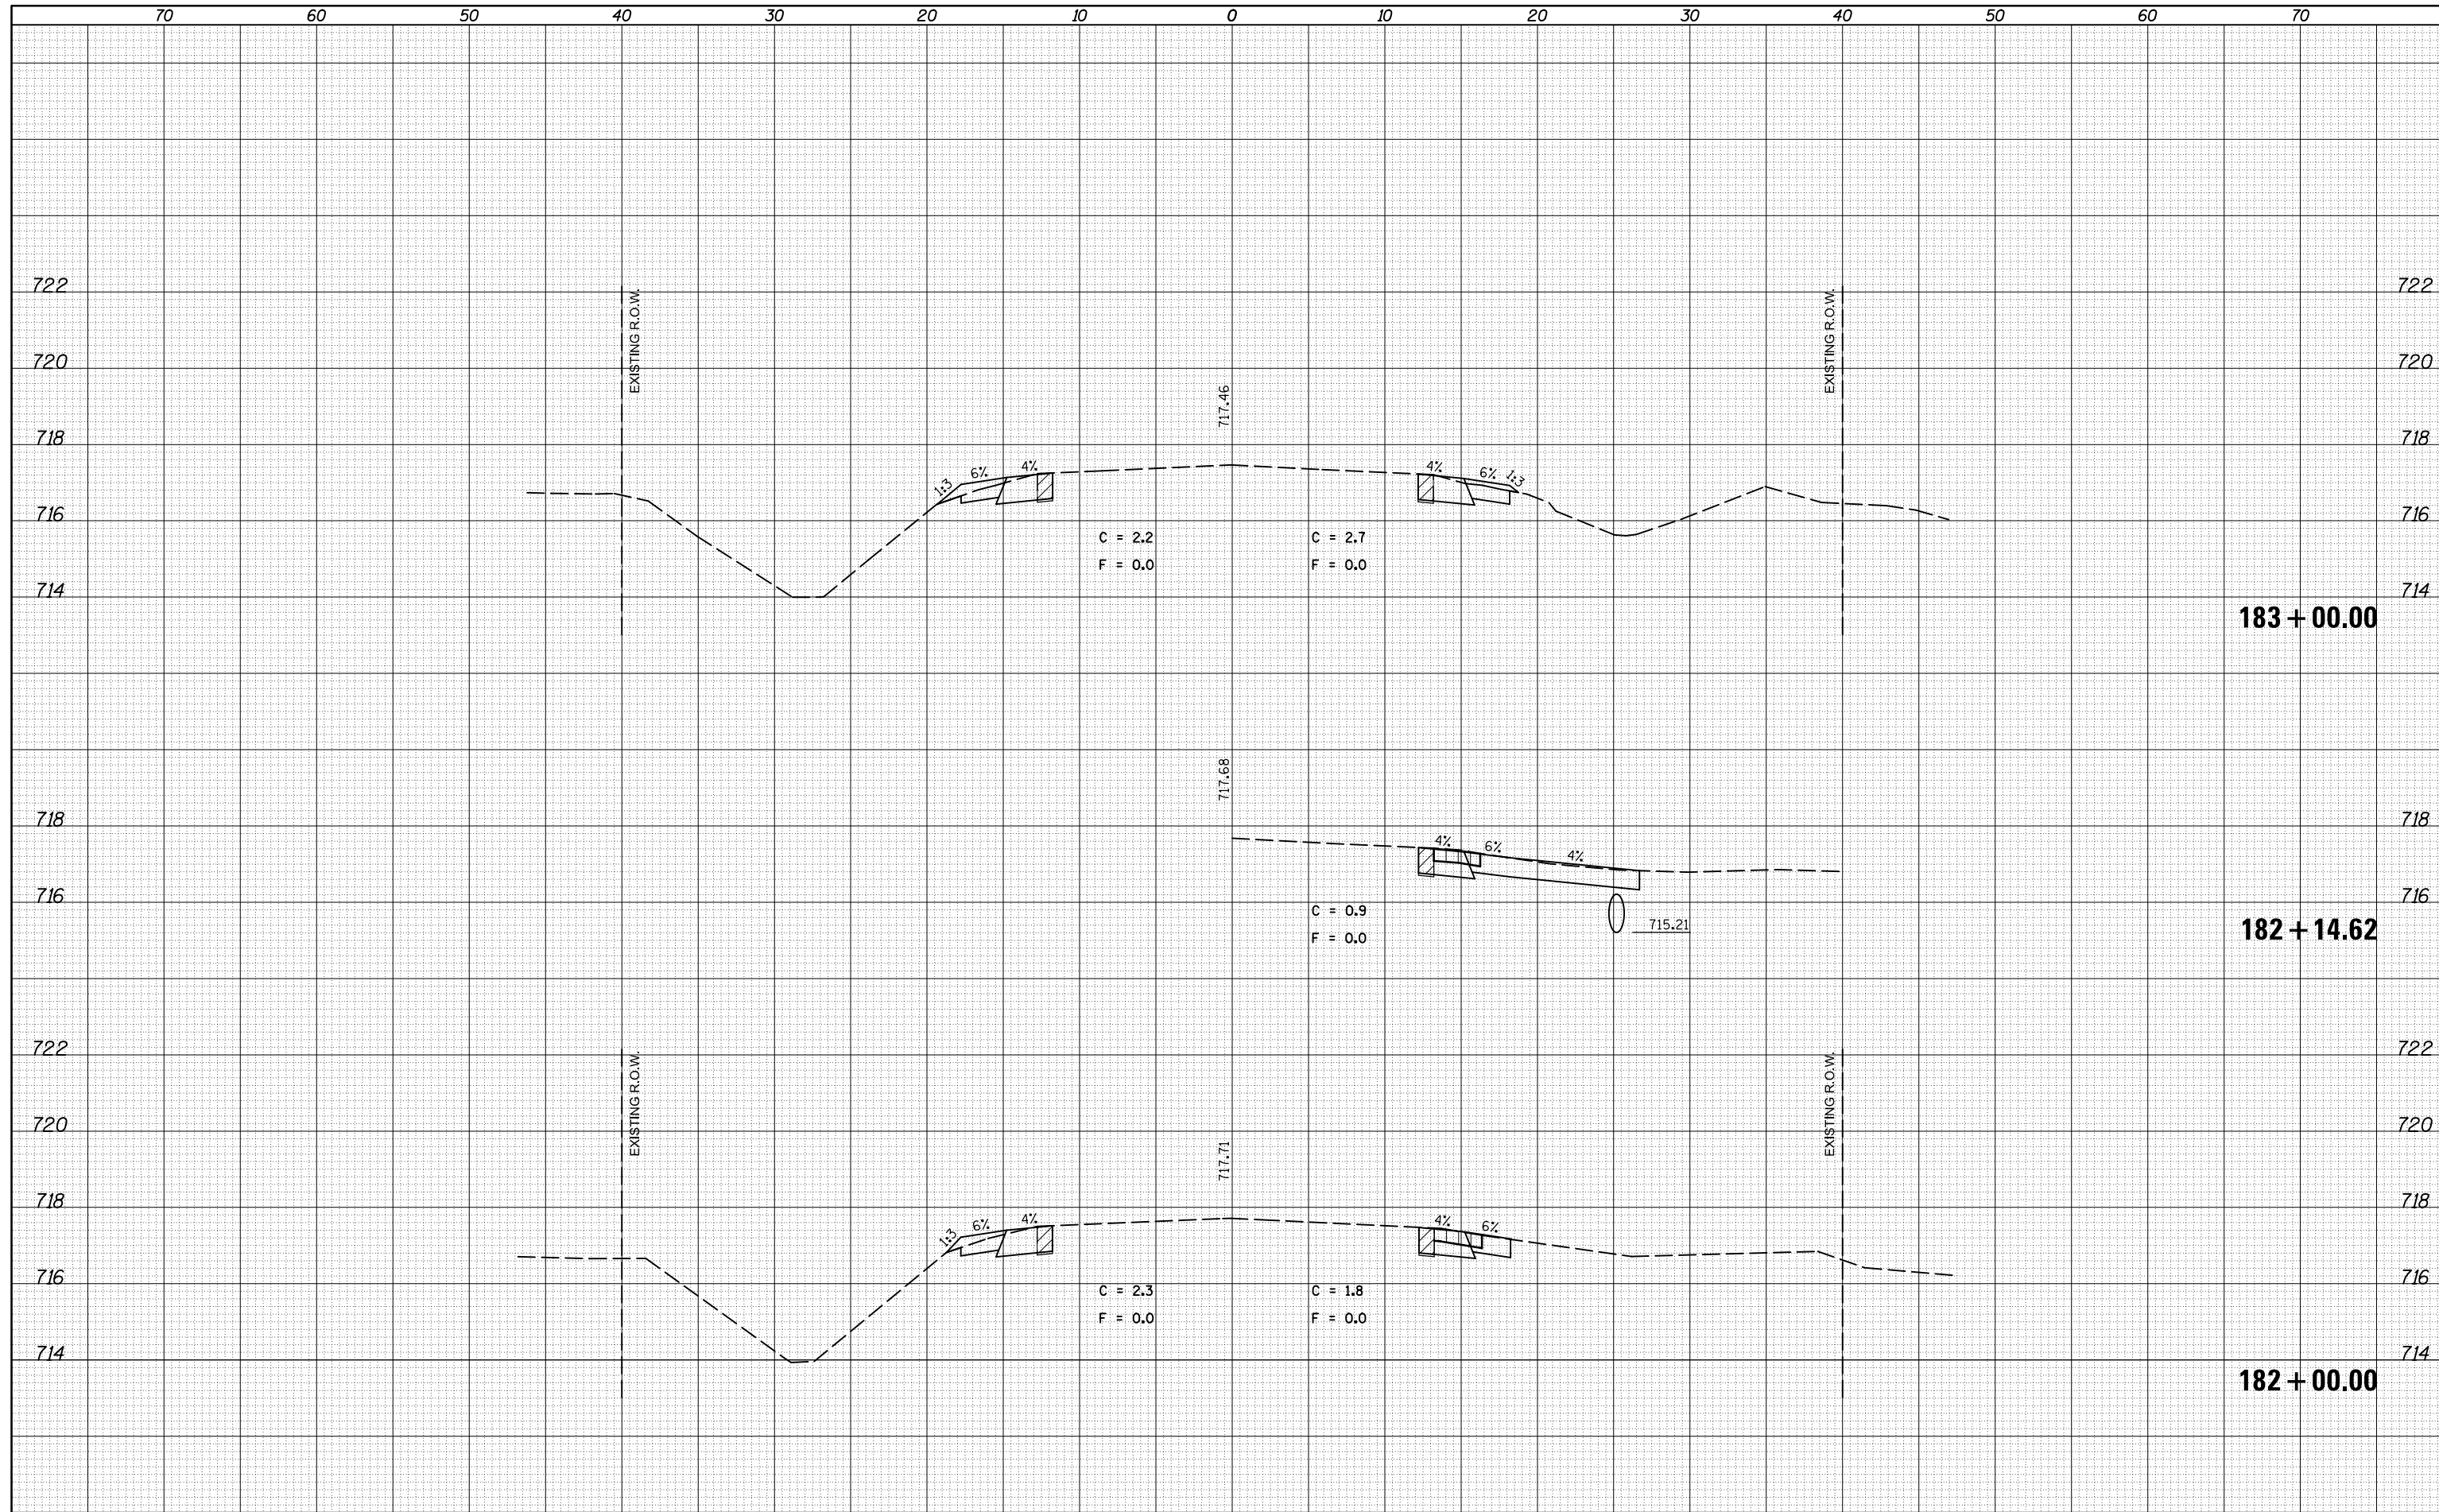 70 60 50 40 30 20 10 0 10 20 30 40 50 60 70
722 722
EXISTING R.O.W. EXISTING R.O.W.
720 720
717.46
718 718
1:3 6% 4% 4% 6% 1:3
716 716
C = 2.2 C = 2.7
F = 0.0 F = 0.0
714 714
183+00.00
717.68
718 718
4% 6% 4%
716 716
C = 0.9
F = 0.0
715.21
182+14.62
722 722
EXISTING R.O.W. EXISTING R.O.W.
720 720
717.71
718 718
1:3 6% 4% 4% 6%
716 716
C = 2.3 C = 1.8
F = 0.0 F = 0.0
714 714
182+00.00